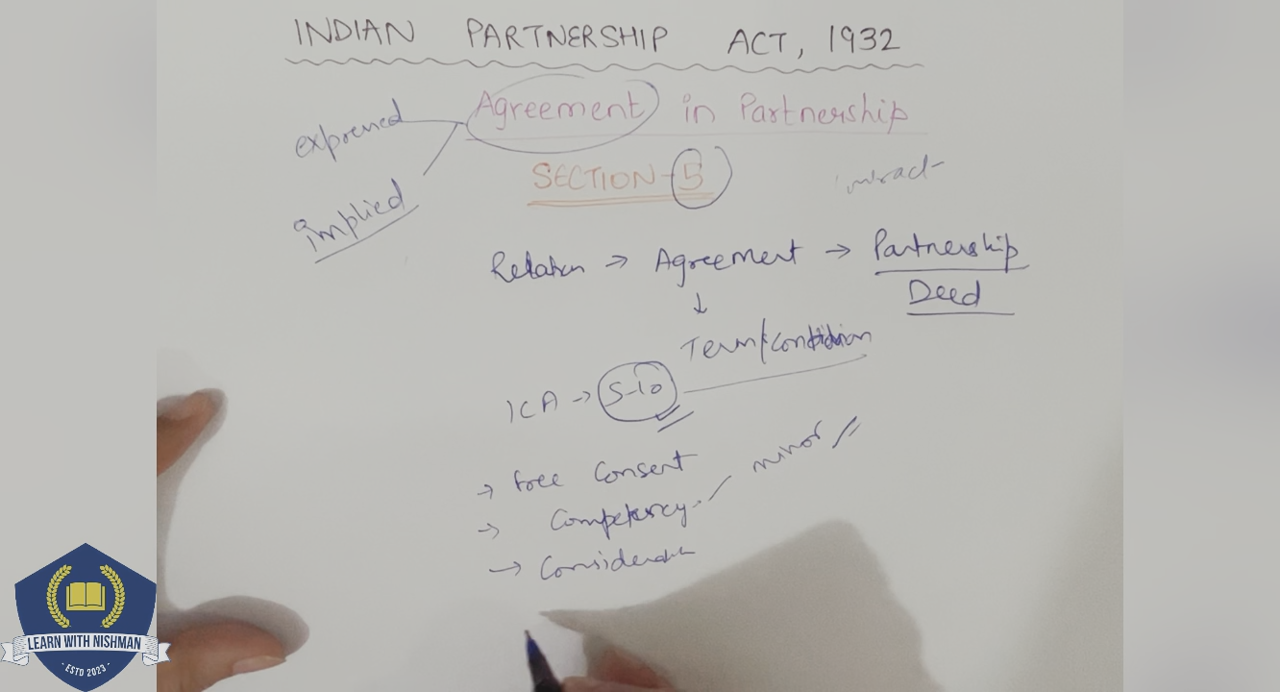 INDIAN PARTNERSHIP ACT, 1932
Agreement in Partnership
expressed
SECTION-5
implied
Relation → Agreement → Partnership
Deed
↓
Term/Condition
ICA → S-10
→ free Consent
minor
→ Competency
→ Consideration
LEARN WITH NISHMAN
- ESTD 2023 -